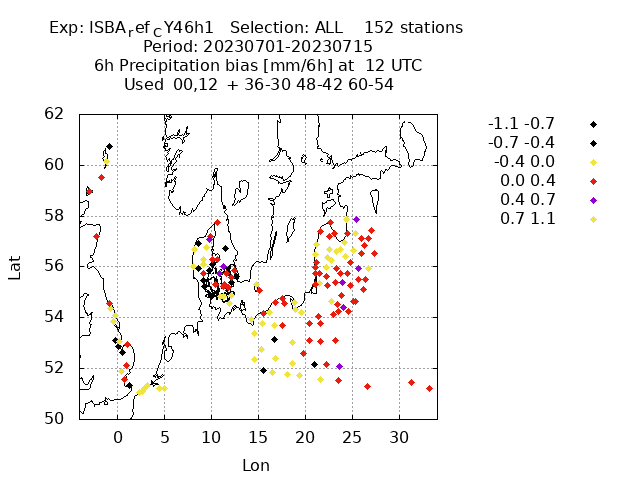 Exp: ISBA_ref_C Y46h1 Selection: ALL 152 stations
Period: 20230701-20230715
6h Precipitation bias [mm/6h] at 12 UTC
Used 00,12 + 36-30 48-42 60-54
-1.1 -0.7
-0.7 -0.4
-0.4 0.0
0.0 0.4
0.4 0.7
0.7 1.1
62
60
58
56
54
52
50
Lat
0 5 10 15 20 25 30
Lon